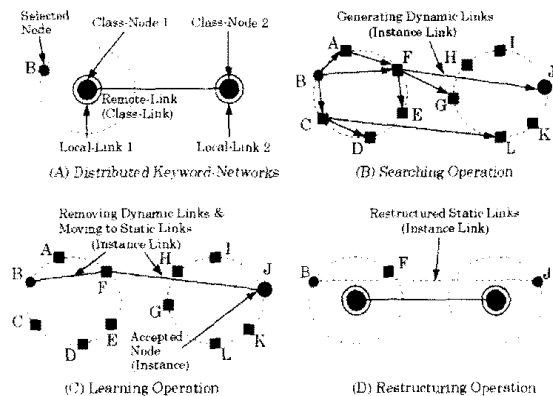 Selected
Node
Class-Node 1
Class-Node 2
B
Remote-Link
(Class-Link)
Local-Link 1
Local-Link 2
(A) Distributed Keyword-Networks
Generating Dynamic Links
(Instance Link)
A
F
H
I
B
J
G
E
C
K
D
L
(B) Searching Operation
Removing Dynamic Links &
Moving to Static Links
(Instance Link)
A
H
I
B
F
J
G
C
E
K
D
L
Accepted
Node
(Instance)
(C) Learning Operation
Restructured Static Links
(Instance Link)
F
B
J
(D) Restructuring Operation